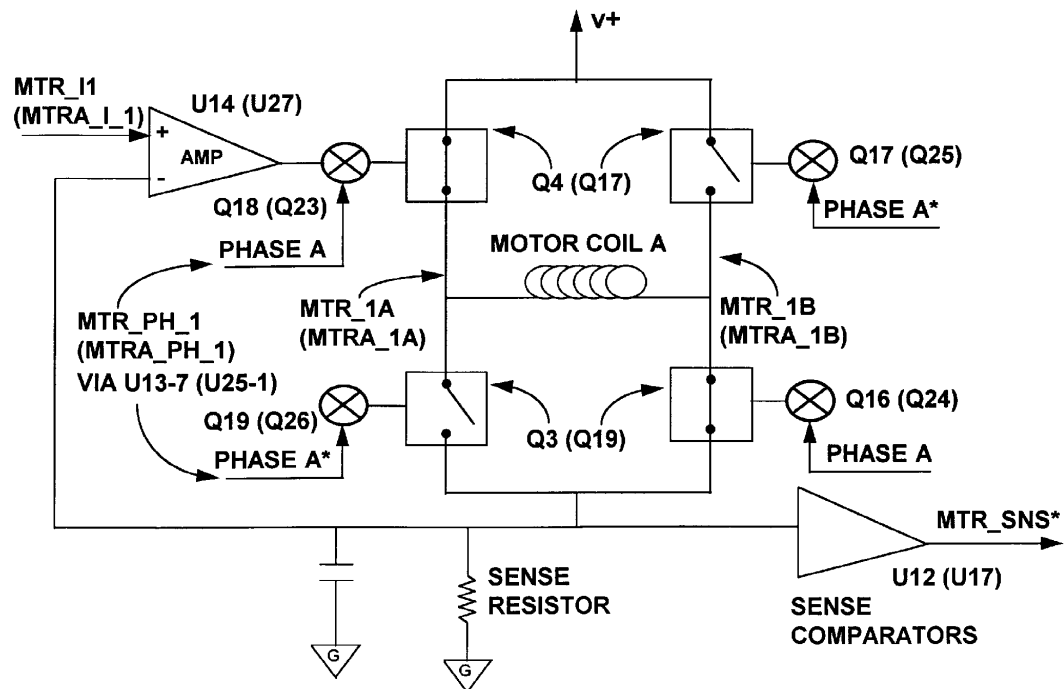 V+
MTR_I1
(MTRA_I_1)
U14 (U27)
+
AMP
-
Q18 (Q23)
PHASE A
Q4 (Q17)
Q17 (Q25)
PHASE A*
MOTOR COIL A
MTR_1A
(MTRA_1A)
MTR_1B
(MTRA_1B)
MTR_PH_1
(MTRA_PH_1)
VIA U13-7 (U25-1)
Q19 (Q26)
PHASE A*
Q3 (Q19)
Q16 (Q24)
PHASE A
MTR_SNS*
U12 (U17)
SENSE
RESISTOR
SENSE
COMPARATORS
G
G